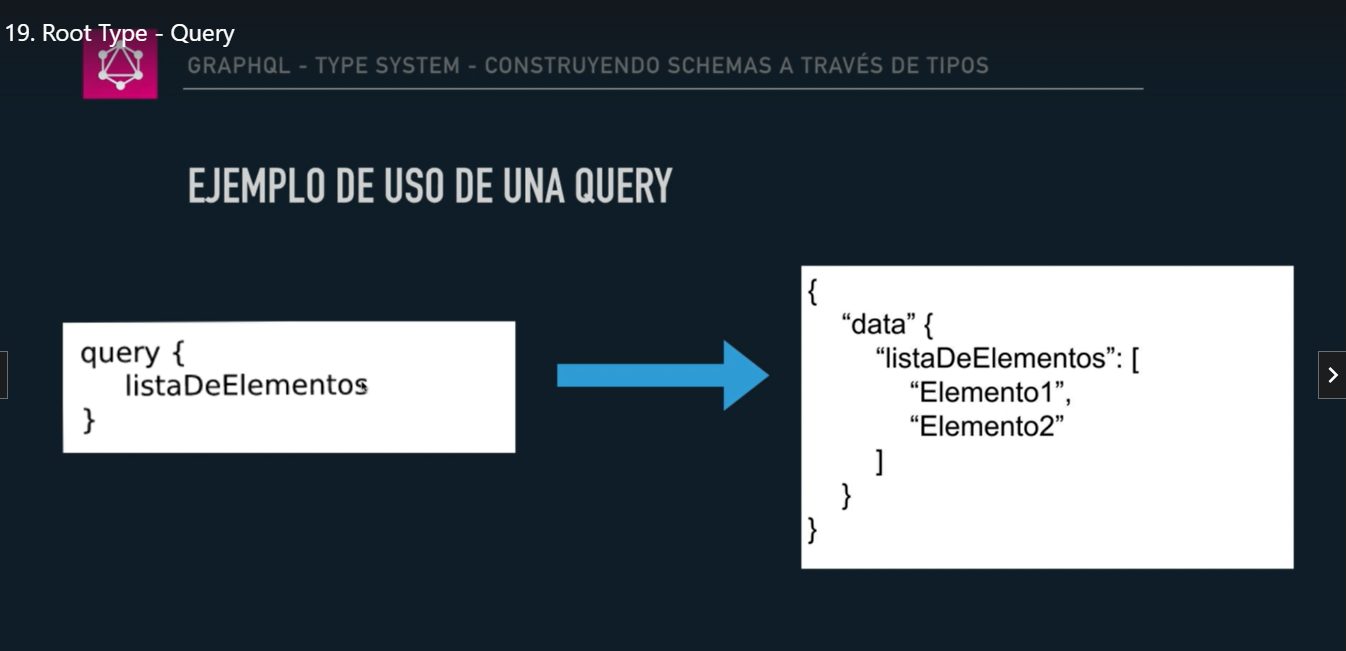 19. Root Type - Query
GRAPHQL - TYPE SYSTEM - CONSTRUYENDO SCHEMAS A TRAVÉS DE TIPOS
EJEMPLO DE USO DE UNA QUERY
query {
listaDeElementos
}
{
“data” {
“listaDeElementos”: [
“Elemento1”,
“Elemento2”
]
}
}